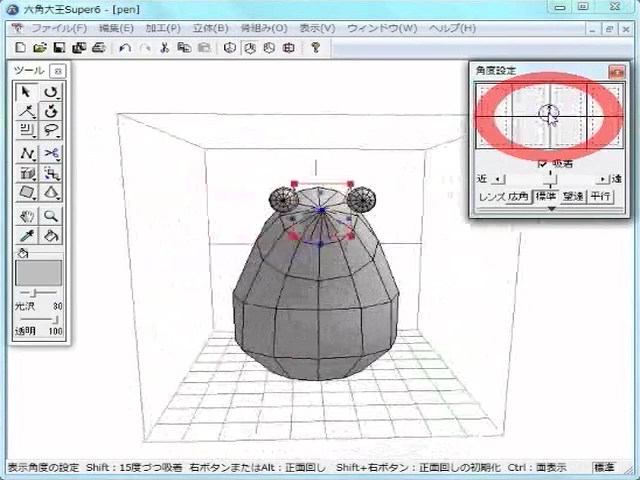 六角大王Super6 - [pen]
ファイル(F) 編集(E) 加工(P) 立体(B) 骨組み(O) 表示(V) ウィンドウ(W) ヘルプ(H)
ツール
角度設定
吸着
近 遠
レンズ 広角 標準 望遠 平行
光沢 30
透明 100
表示角度の設定 Shift：15度づつ吸着 右ボタンまたはAlt：正面回し Shift+右ボタン：正面回しの初期化 Ctrl：面表示 標準